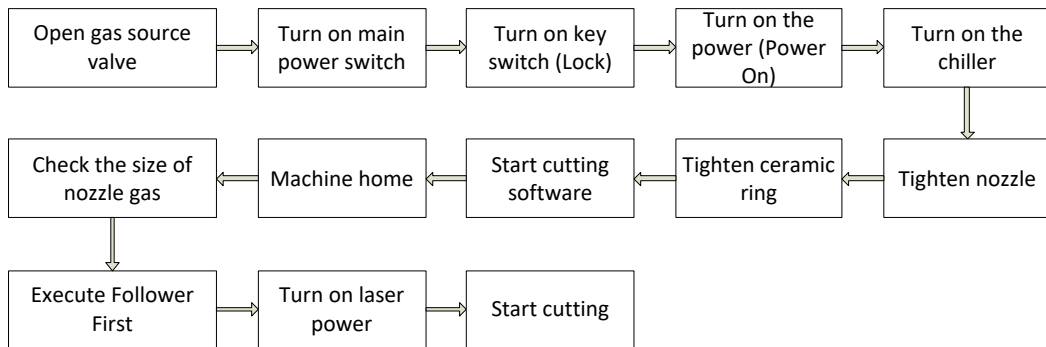 Open gas source
valve
Turn on main
power switch
Turn on key
switch (Lock)
Turn on the
power (Power
On)
Turn on the
chiller
Tighten nozzle
Tighten ceramic
ring
Start cutting
software
Machine home
Check the size of
nozzle gas
Execute Follower
First
Turn on laser
power
Start cutting